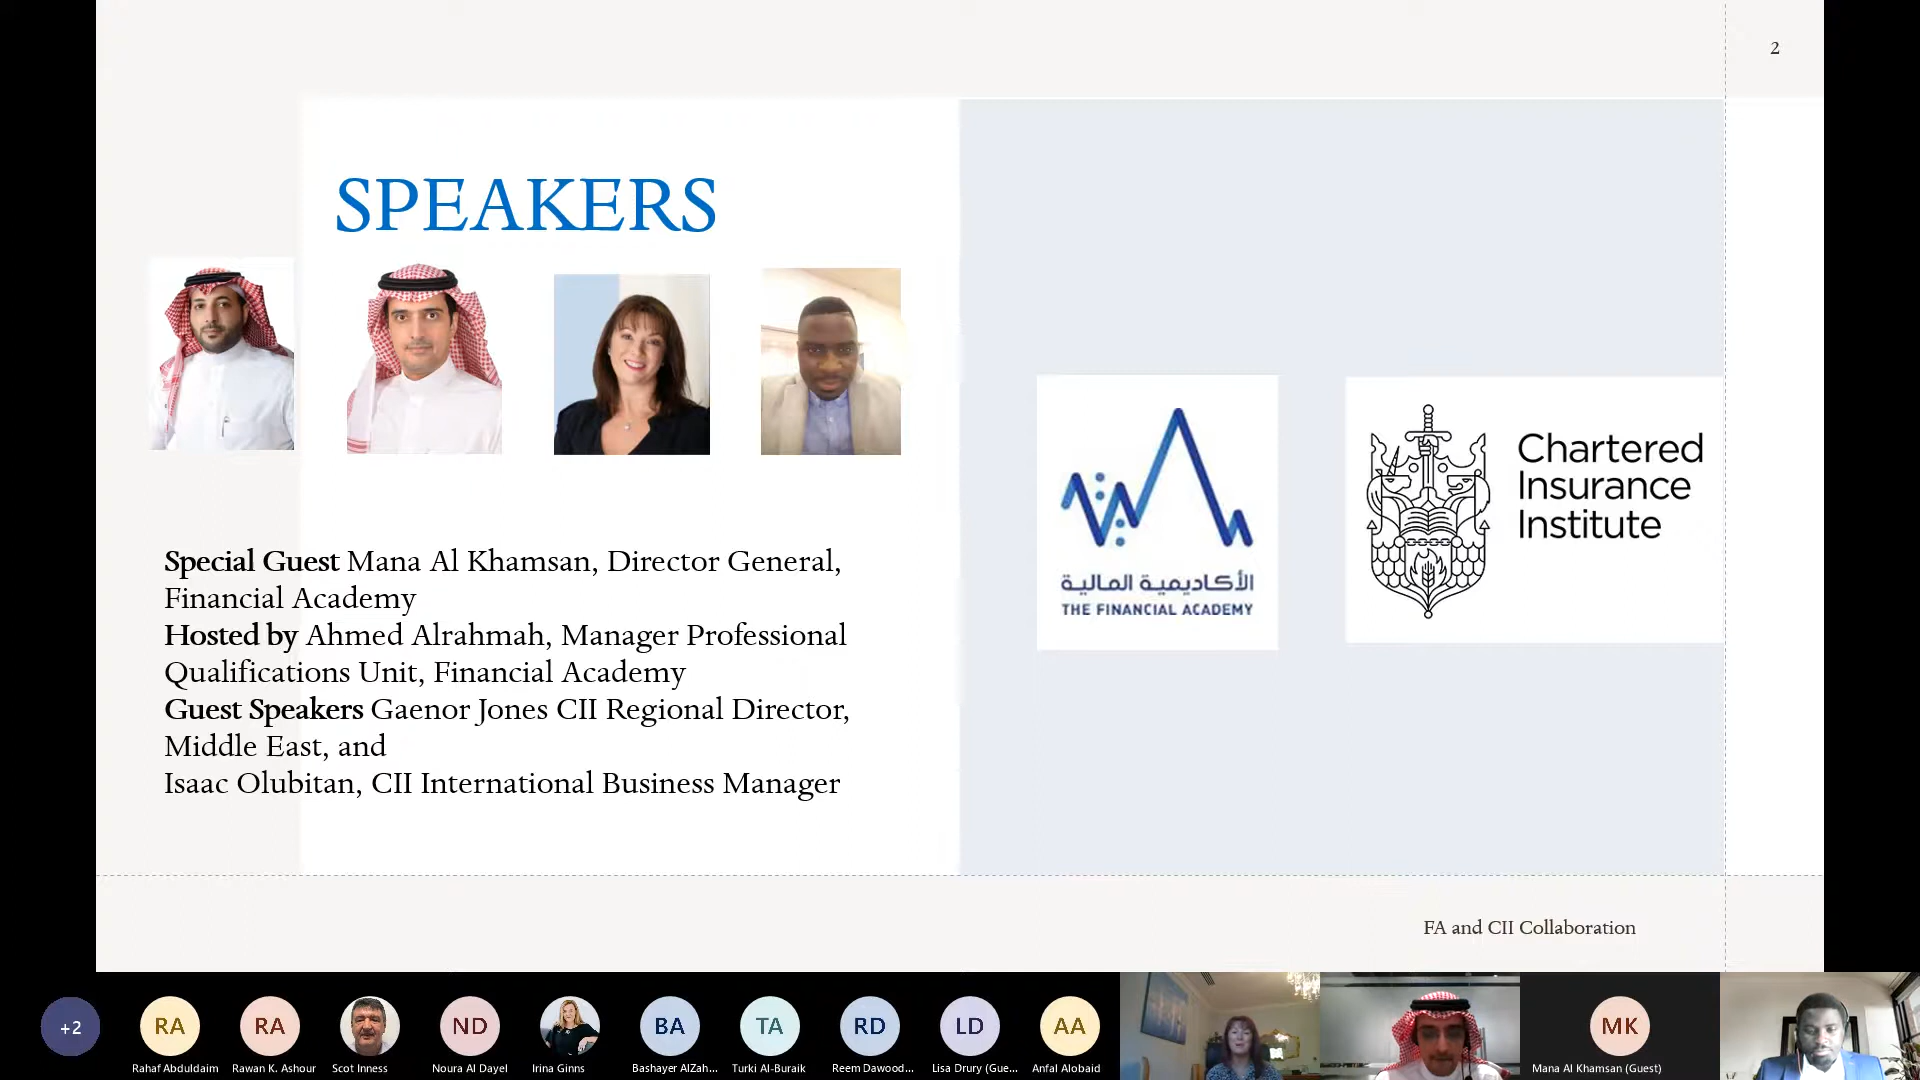 2
SPEAKERS
Special Guest Mana Al Khamsan, Director General,
Financial Academy
Hosted by Ahmed Alrahmah, Manager Professional
Qualifications Unit, Financial Academy
Guest Speakers Gaenor Jones CII Regional Director,
Middle East, and
Isaac Olubitan, CII International Business Manager
الأكاديمية المالية
THE FINANCIAL ACADEMY
Chartered
Insurance
Institute
FA and CII Collaboration
+2
RA
RA
ND
BA
TA
RD
LD
AA
MK
Rahaf Abduldaim
Rawan K. Ashour
Scot Inness
Noura Al Dayel
Irina Ginns
Bashayer AlZah...
Turki Al-Buraik
Reem Dawood...
Lisa Drury (Gue...
Anfal Alobaid
Mana Al Khamsan (Guest)